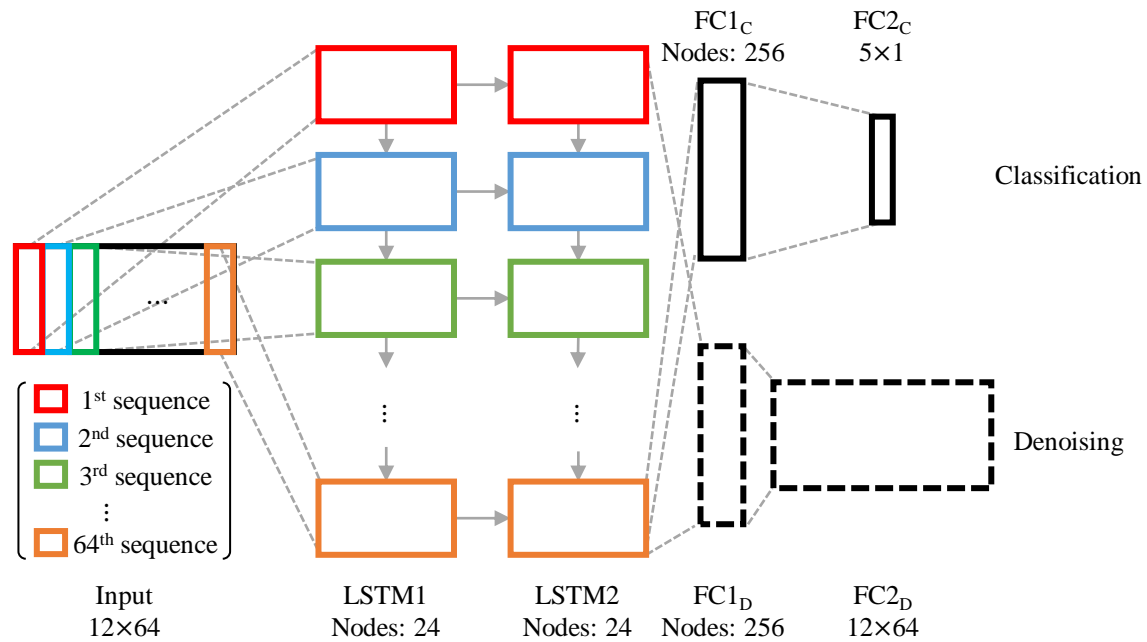 FC1C
Nodes: 256
FC2C
5×1
Classification
...
1st sequence
2nd sequence
3rd sequence
⋮
64th sequence
⋮
⋮
Denoising
Input
12×64
LSTM1
Nodes: 24
LSTM2
Nodes: 24
FC1D
Nodes: 256
FC2D
12×64